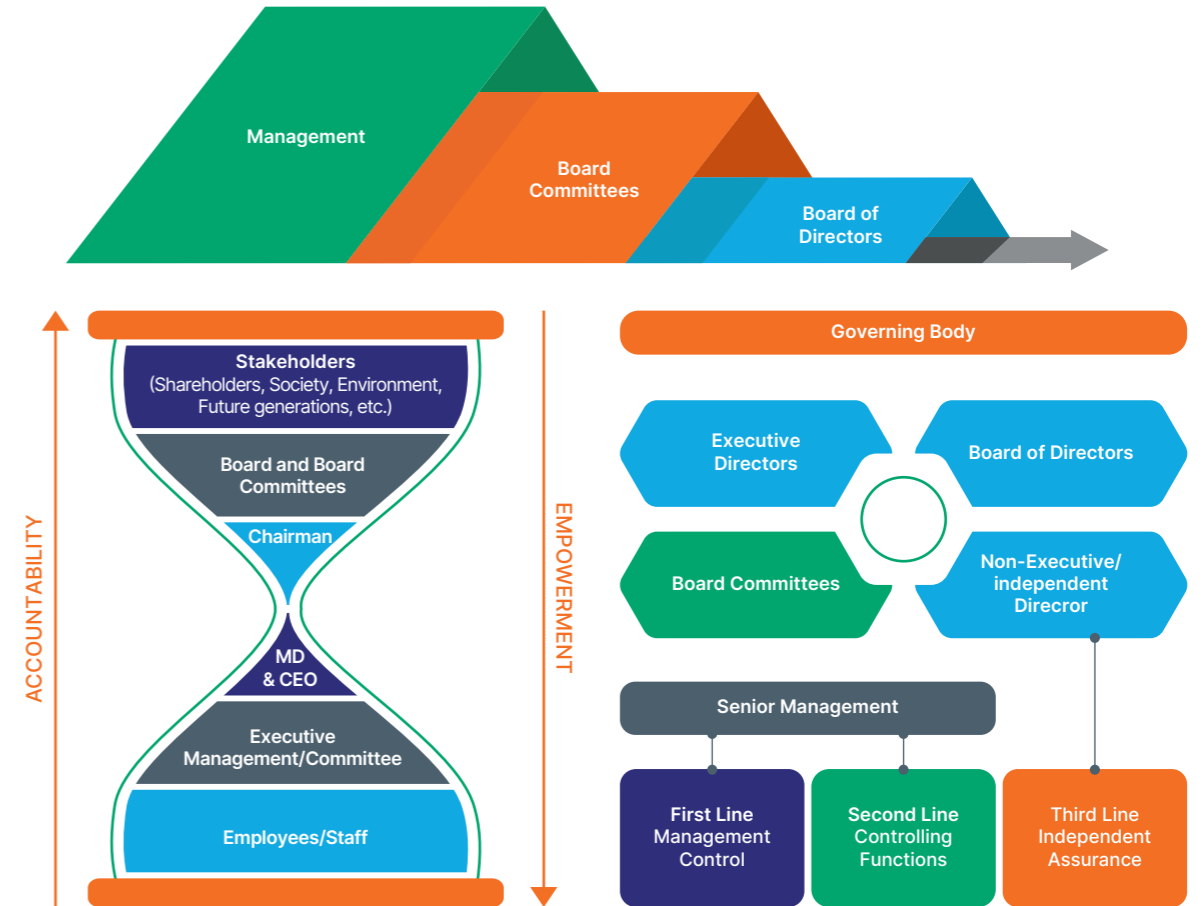 Management
Board
Committees
Board of
Directors
ACCOUNTABILITY
Stakeholders
(Shareholders, Society, Environment,
Future generations, etc.)
Board and Board
Committees
Chairman
MD
& CEO
Executive
Management/Committee
Employees/Staff
EMPOWERMENT
Governing Body
Executive
Directors
Board of Directors
Board Committees
Non-Executive/
independent
Direcror
Senior Management
First Line
Management
Control
Second Line
Controlling
Functions
Third Line
Independent
Assurance